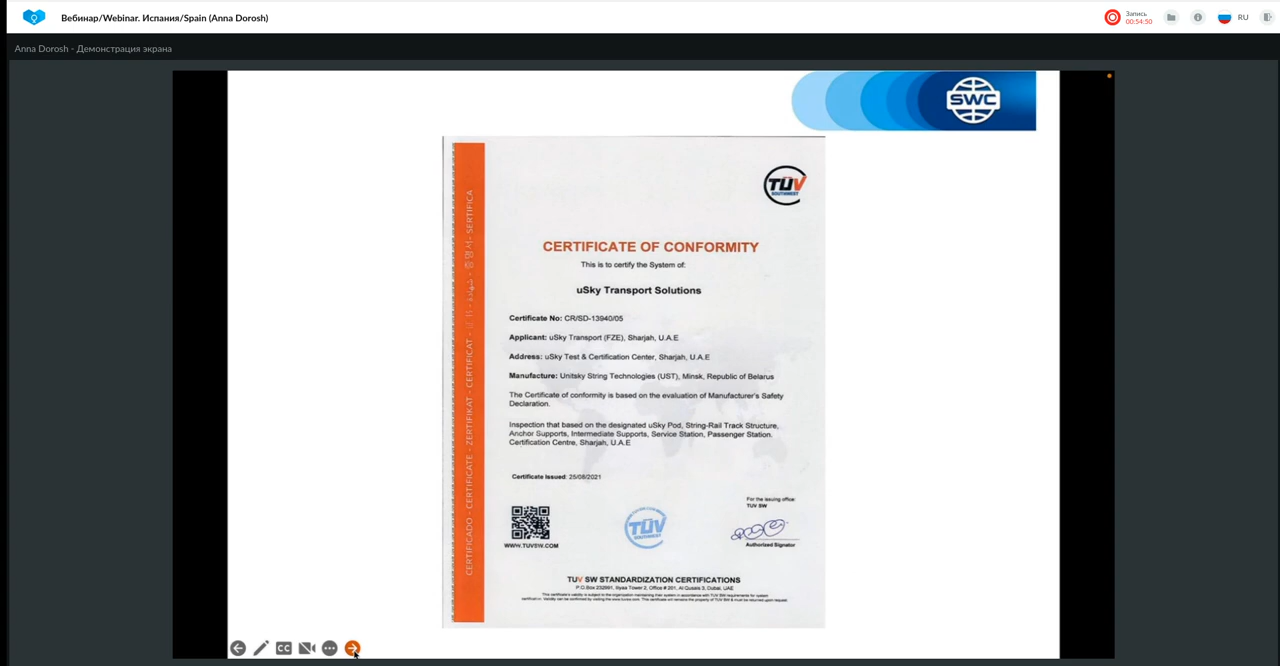 Вебинар/Webinar. Испания/Spain (Anna Dorosh)
Запись
00:54:50
RU
Anna Dorosh - Демонстрация экрана
SWC
TÜV
SOUTHWEST
CERTIFICADO - CERTIFICATE - ZERTIFIKAT - CERTIFICAT -
SERTIFICA
CERTIFICATE OF CONFORMITY
This is to certify the System of:
uSky Transport Solutions
Certificate No: CR/SD-13940/05
Applicant: uSky Transport (FZE), Sharjah, U.A.E
Address: uSky Test & Certification Center, Sharjah, U.A.E
Manufacture: Unitsky String Technologies (UST), Minsk, Republic of Belarus
The Certificate of conformity is based on the evaluation of Manufacturer's Safety
Declaration.
Inspection that based on the designated uSky Pod, String-Rail Track Structure,
Anchor Supports, Intermediate Supports, Service Station, Passenger Station.
Certification Centre, Sharjah, U.A.E
Certificate Issued: 25/08/2021
For the issuing office:
TUV SW
WWW.TUVSW.COM
TÜV
SOUTHWEST
Authorized Signator
TUV SW STANDARDIZATION CERTIFICATIONS
CC